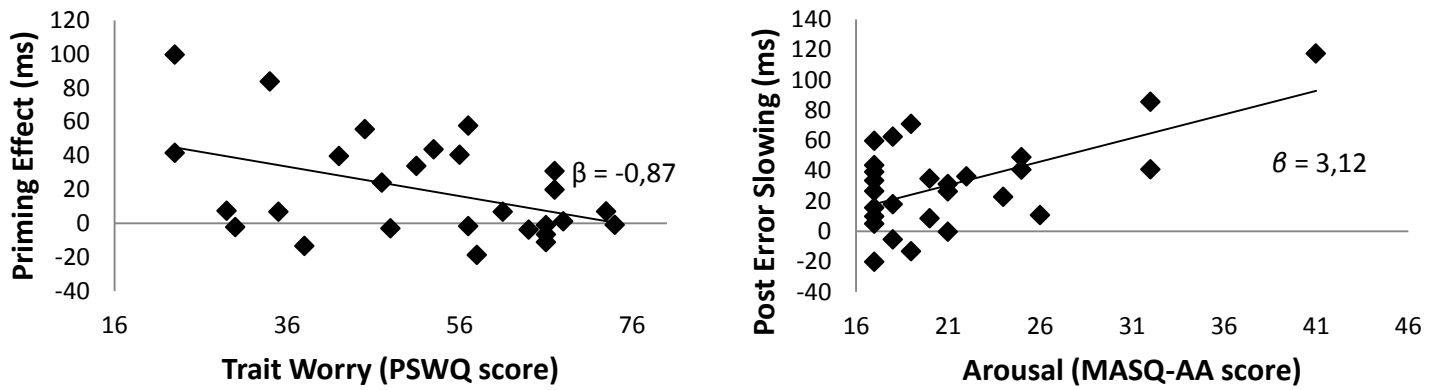 Priming Effect (ms)
120
100
80
60
40
20
0
-20
-40
16 36 56 76
Trait Worry (PSWQ score)
β = -0,87
Post Error Slowing (ms)
140
120
100
80
60
40
20
0
-20
-40
16 21 26 31 36 41 46
Arousal (MASQ-AA score)
β = 3,12